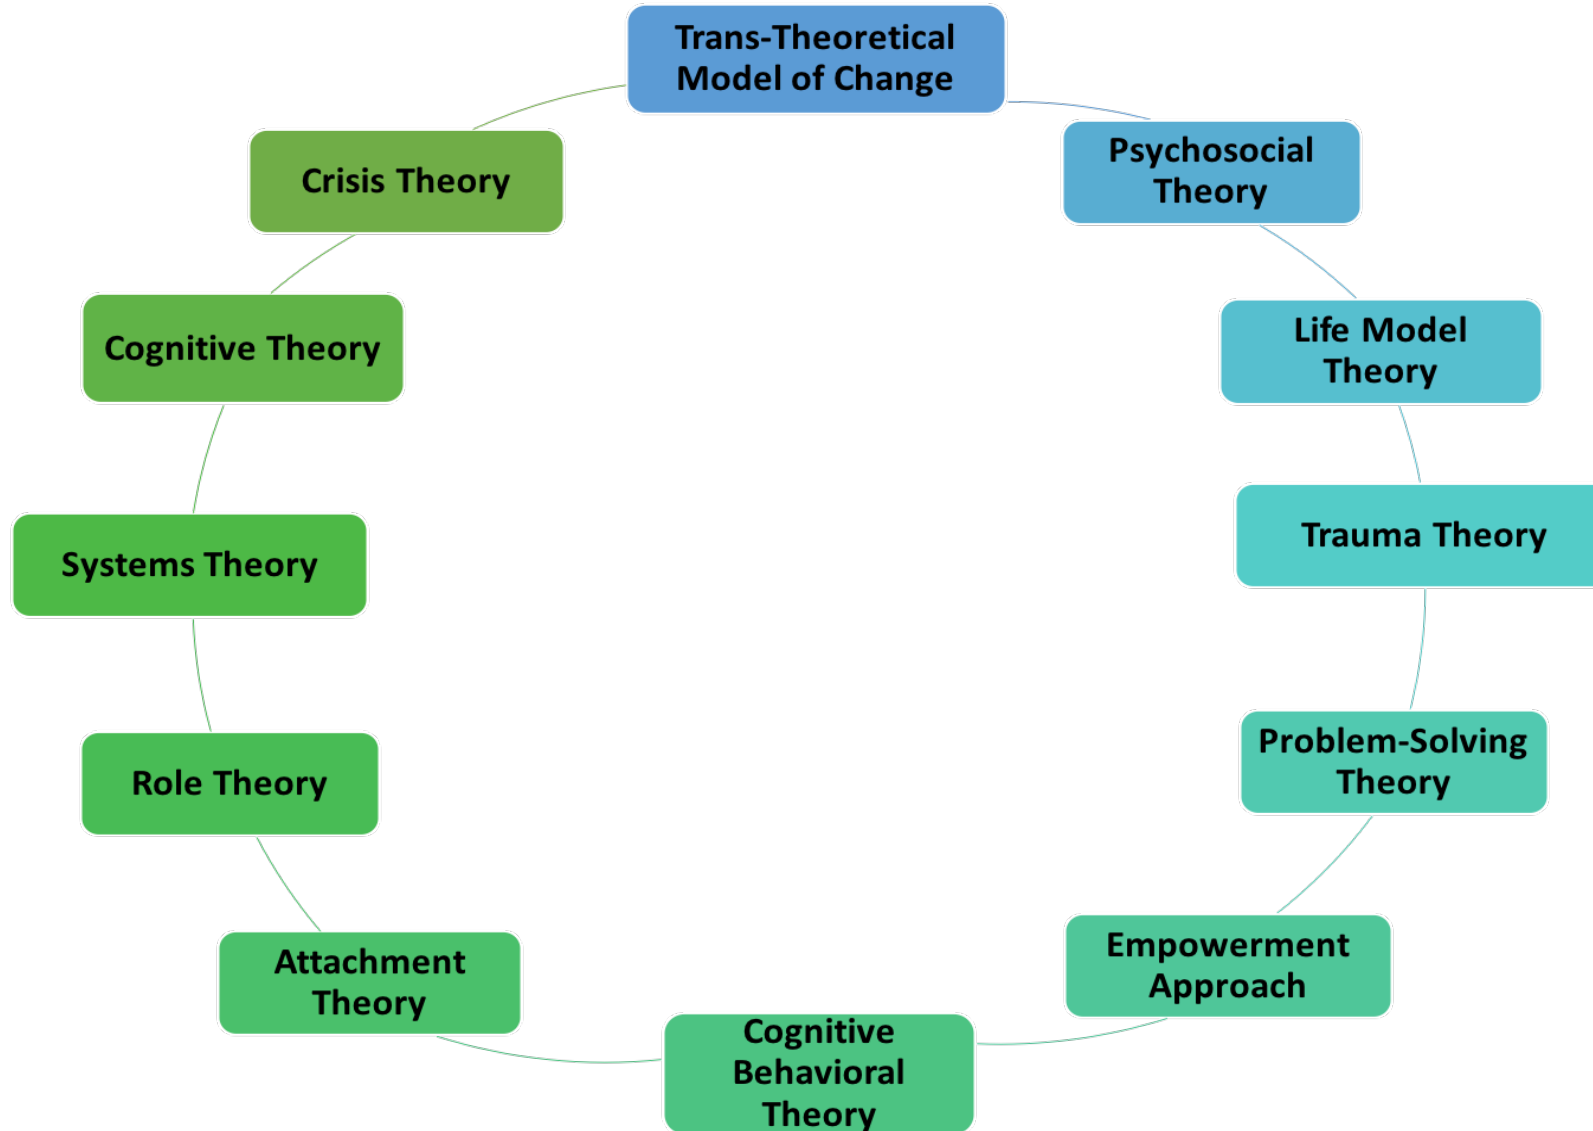 Trans-Theoretical
Model of Change
Psychosocial
Theory
Life Model
Theory
Trauma Theory
Problem-Solving
Theory
Empowerment
Approach
Cognitive
Behavioral
Theory
Attachment
Theory
Role Theory
Systems Theory
Cognitive Theory
Crisis Theory